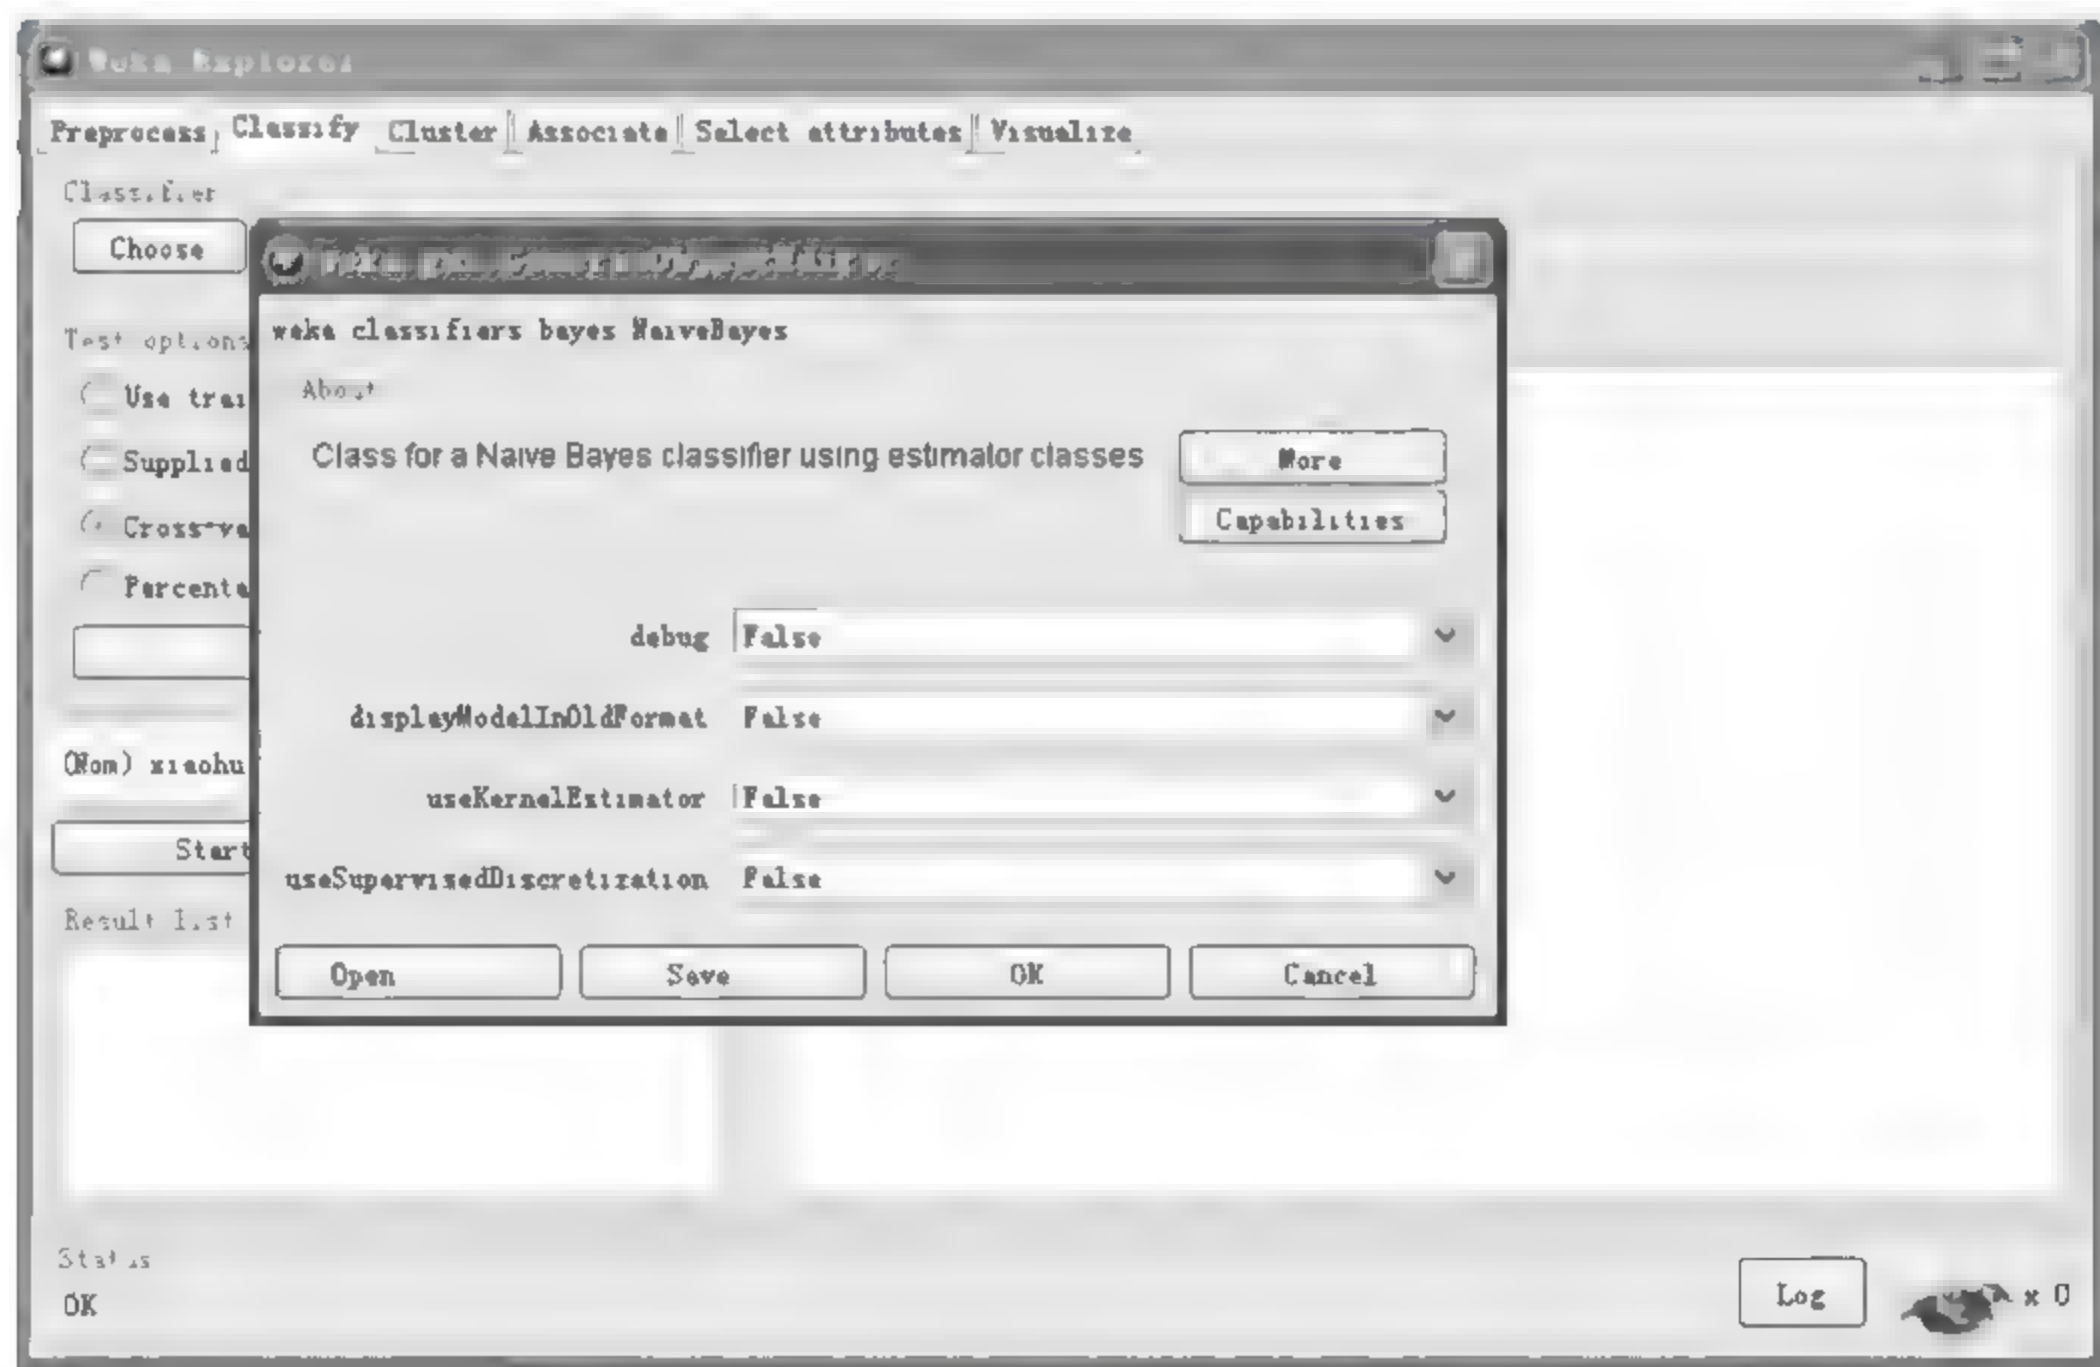 Weka Explorer
Preprocess Classify Cluster Associate Select attributes Visualize
Classifier
Choose
weka classifiers bayes NaiveBayes
Test options
About
Use trai
Class for a Naive Bayes classifier using estimator classes
More
Supplied
Capabilities
Cross-va
Percenta
debug False
displayModelInOldFormat False
(Nom) xiaohu
useKernelEstimator False
Start
useSupervisedDiscretization False
Result list
Open Save OK Cancel
Status
OK
Log
x 0